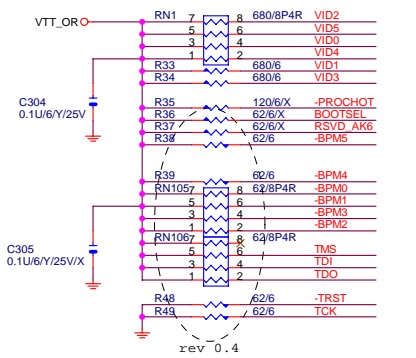 RN1 7 8 680/8P4R VID2
VTT_OR 5 6 VID5
3 4 VID0
1 2 VID4
R33 680/6 VID1
R34 680/6 VID3
C304
0.1U/6/Y/25V
R35 120/6/X -PROCHOT
R36 62/6/X BOOTSEL
R37 62/6/X RSVD_AK6
R38 62/6 -BPM5
R39 62/6 -BPM4
RN105 7 8 62/8P4R -BPM0
5 6 -BPM1
3 4 -BPM3
1 2 -BPM2
RN106 7 8 62/8P4R
C305
0.1U/6/Y/25V/X
5 6 TMS
3 4 TDI
1 2 TDO
R48 62/6 -TRST
R49 62/6 TCK
rev 0.4